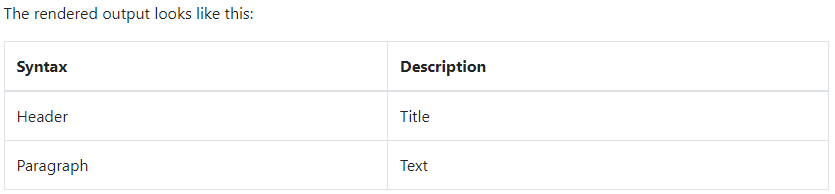 The rendered output looks like this:
Syntax Description
Header Title
Paragraph Text